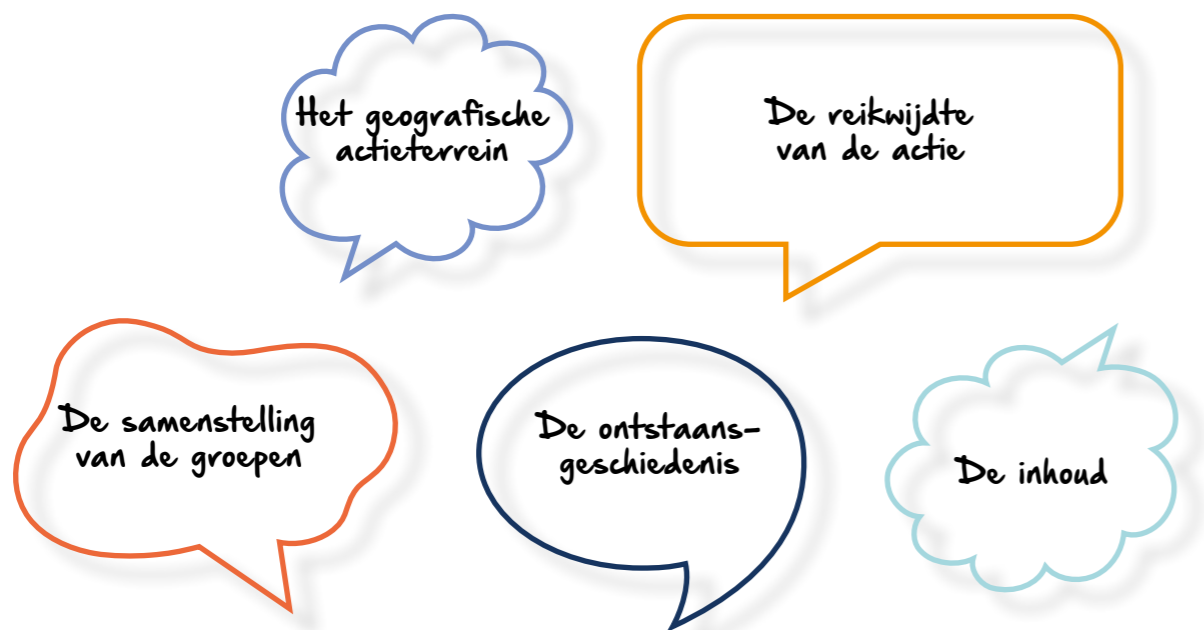 Het geografische
actieterrein
De reikwijdte
van de actie
De samenstelling
van de groepen
De ontstaans-
geschiedenis
De inhoud